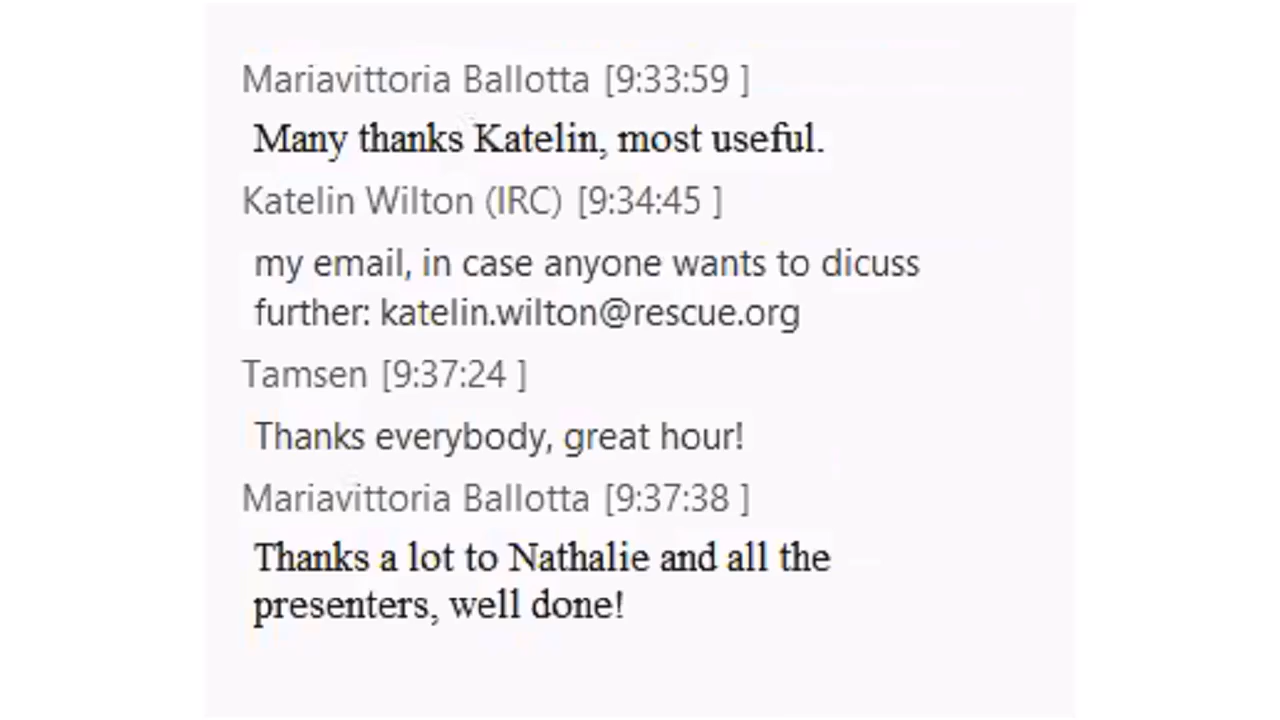 Mariavittoria Ballotta [9:33:59 ]
Many thanks Katelin, most useful.
Katelin Wilton (IRC) [9:34:45 ]
my email, in case anyone wants to dicuss
further: katelin.wilton@rescue.org
Tamsen [9:37:24 ]
Thanks everybody, great hour!
Mariavittoria Ballotta [9:37:38 ]
Thanks a lot to Nathalie and all the
presenters, well done!